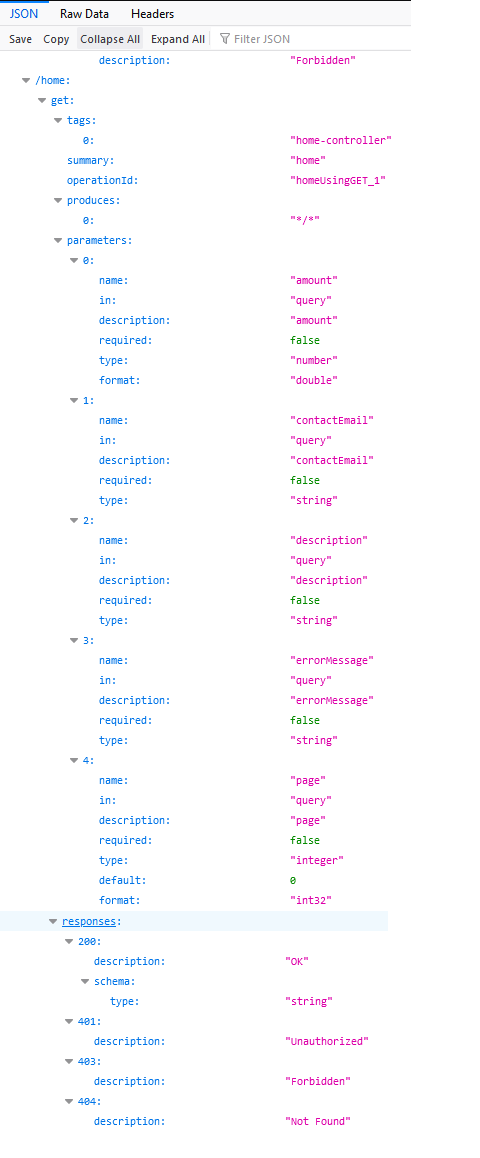 JSON Raw Data Headers
Save Copy Collapse All Expand All Filter JSON
description: "Forbidden"
/home:
get:
tags:
0: "home-controller"
summary: "home"
operationId: "homeUsingGET_1"
produces:
0: "*/*"
parameters:
0:
name: "amount"
in: "query"
description: "amount"
required: false
type: "number"
format: "double"
1:
name: "contactEmail"
in: "query"
description: "contactEmail"
required: false
type: "string"
2:
name: "description"
in: "query"
description: "description"
required: false
type: "string"
3:
name: "errorMessage"
in: "query"
description: "errorMessage"
required: false
type: "string"
4:
name: "page"
in: "query"
description: "page"
required: false
type: "integer"
default: 0
format: "int32"
responses:
200:
description: "OK"
schema:
type: "string"
401:
description: "Unauthorized"
403:
description: "Forbidden"
404:
description: "Not Found"